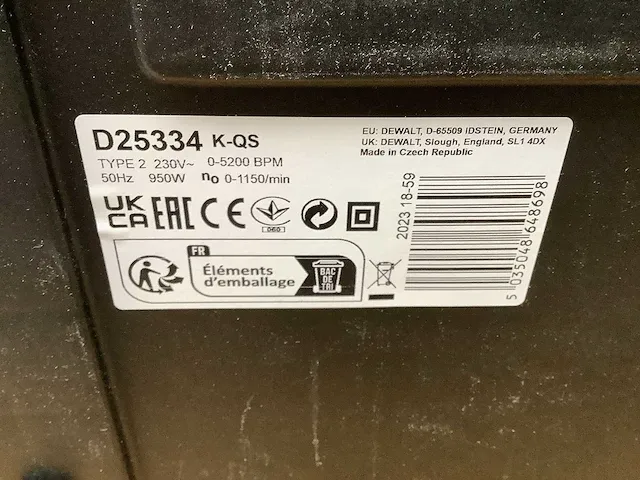 D25334 K-QS
TYPE 2 230V~ 0-5200 BPM
50Hz 950W no 0-1150/min
EU: DEWALT, D-65509 IDSTEIN, GERMANY
UK: DEWALT, Slough, England, SL1 4DX
Made in Czech Republic
UK
CA EAC CE
060
FR
Éléments
d'emballage
BAC
DE
TRI
2023 18-59
5 035048 648698